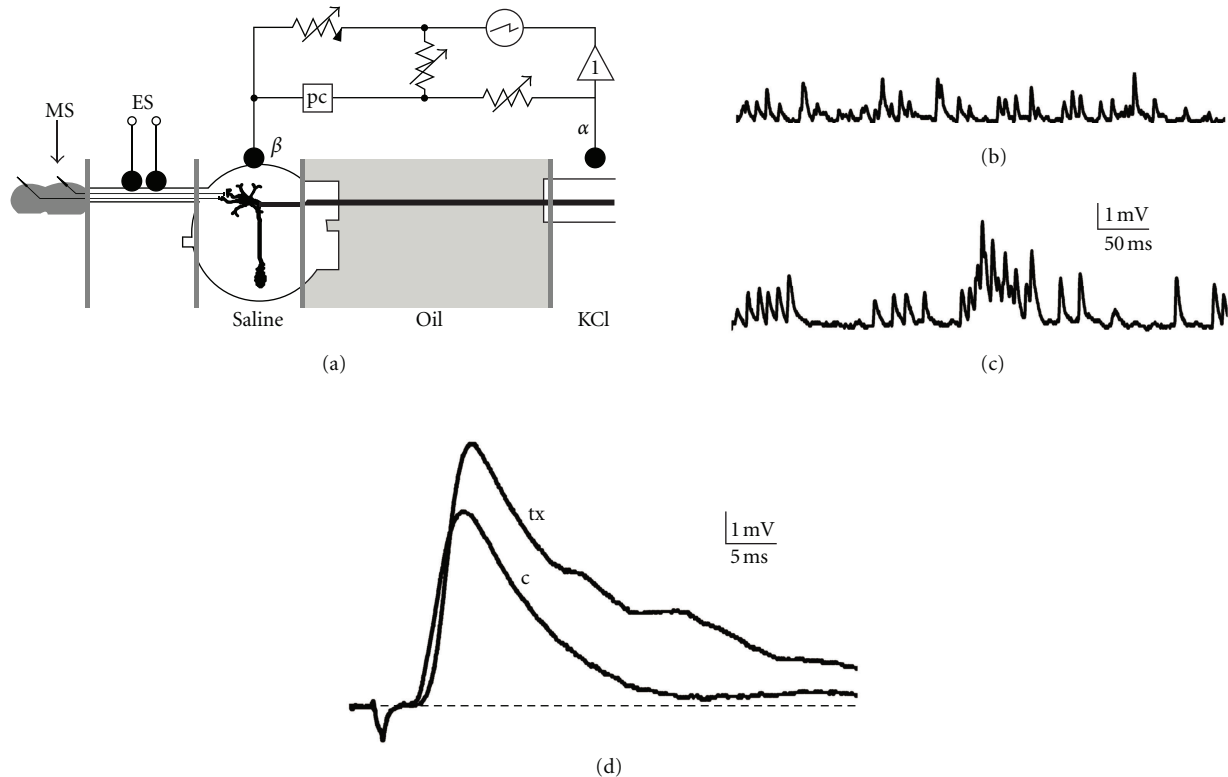 MS
ES
pc
1
β
α
Saline
Oil
KCl
(a)
(b)
1 mV
50 ms
(c)
tx
c
1 mV
5 ms
(d)